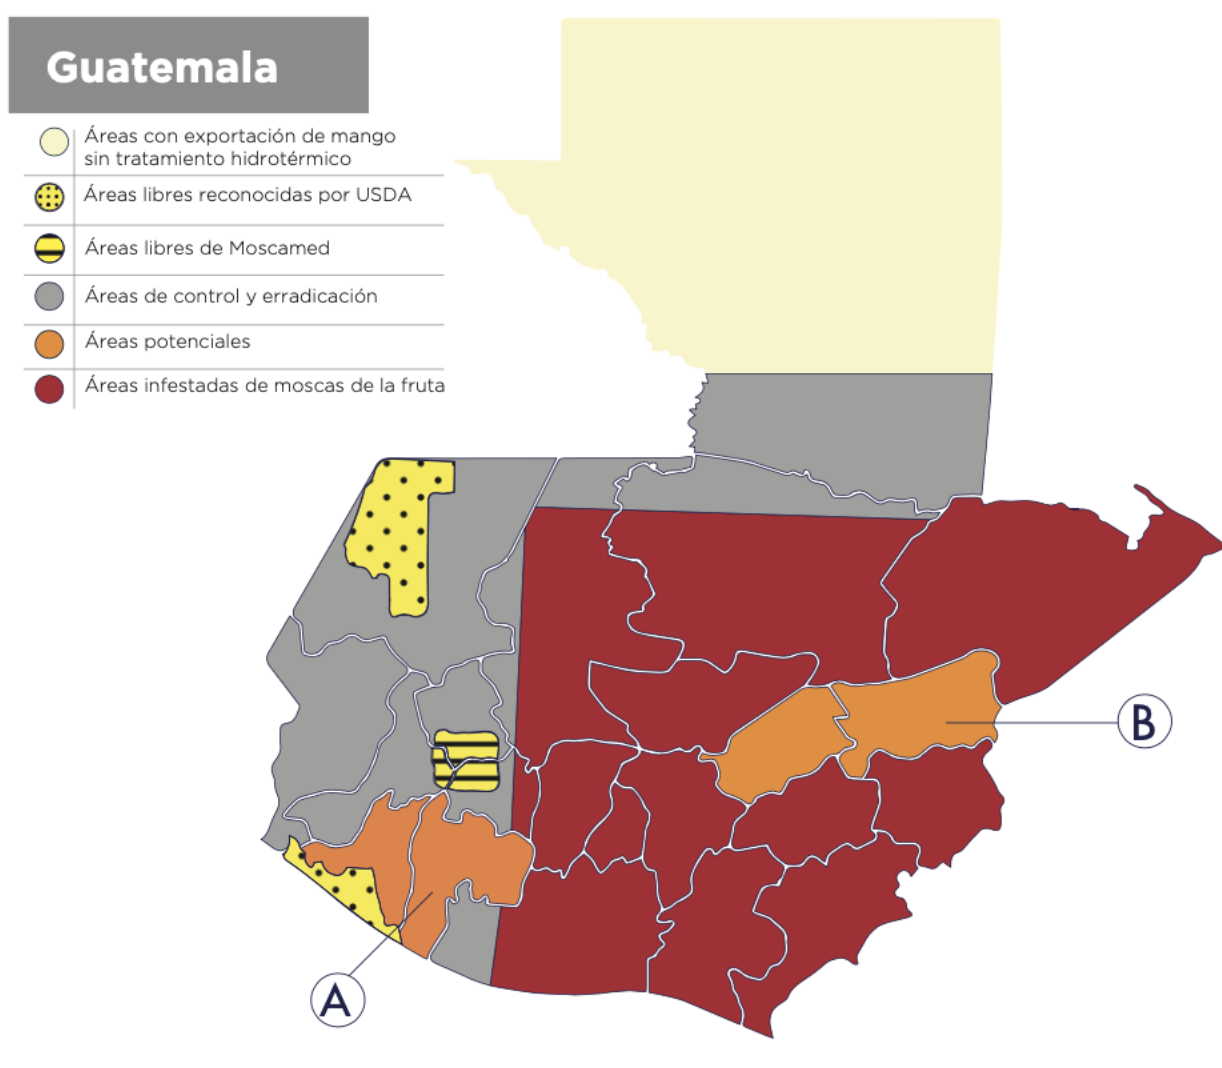 Guatemala
Áreas con exportación de mango
sin tratamiento hidrotérmico
Áreas libres reconocidas por USDA
Áreas libres de Moscamed
Áreas de control y erradicación
Áreas potenciales
Áreas infestadas de moscas de la fruta
B
A